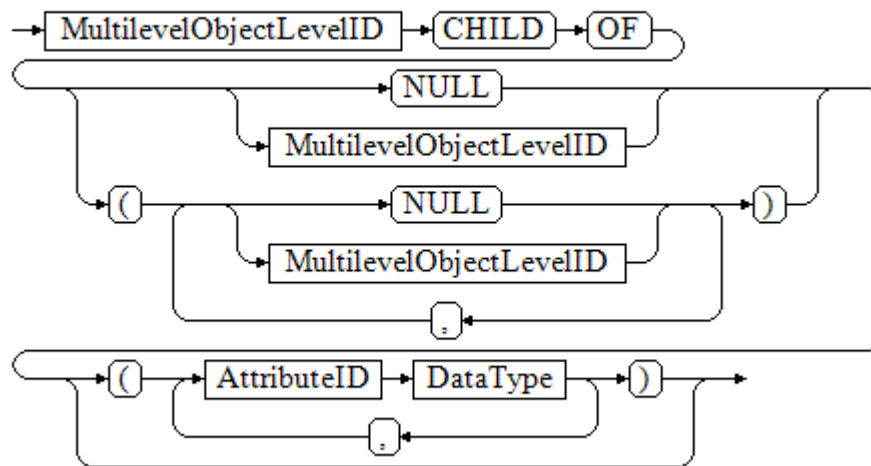 MultilevelObjectLevelID CHILD OF
NULL
MultilevelObjectLevelID
( NULL )
MultilevelObjectLevelID
,
( AttributeID DataType )
,